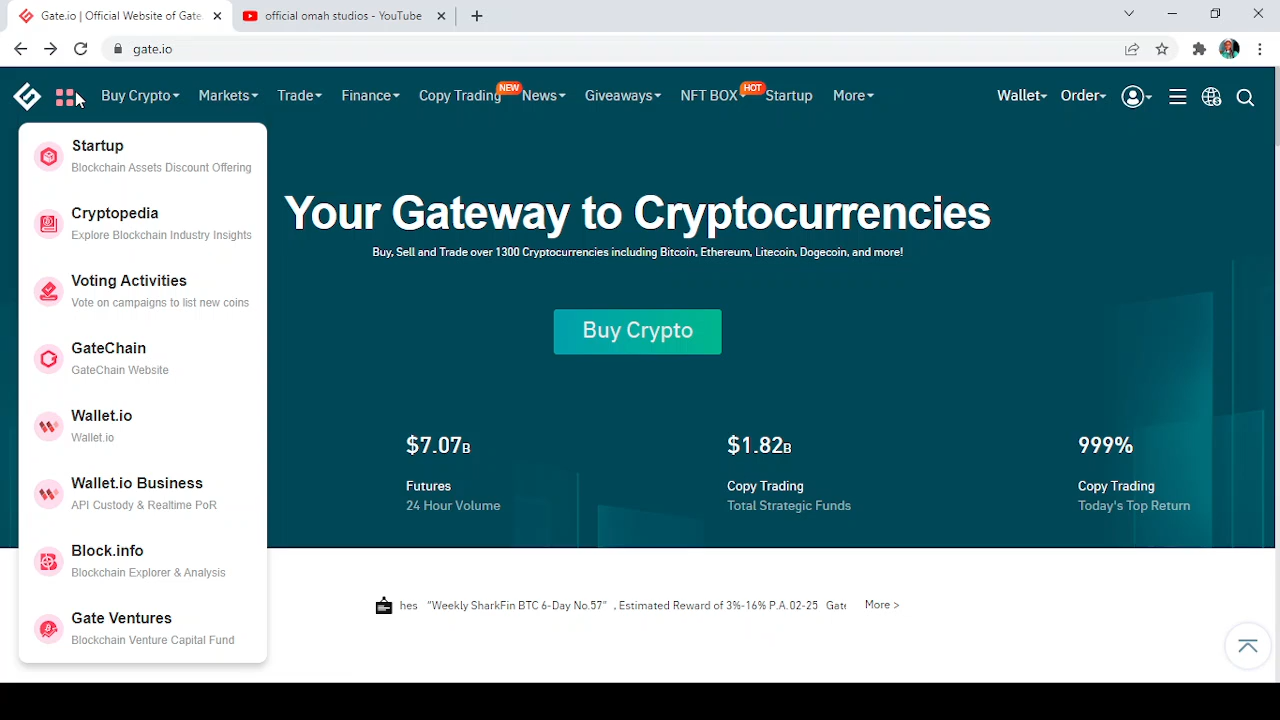 Gate.io | Official Website of Gate.
official omah studios - YouTube
gate.io
Buy Crypto
Markets
Trade
Finance
Copy Trading
NEW
News
Giveaways
NFT BOX
HOT
Startup
More
Wallet
Order
Startup
Blockchain Assets Discount Offering
Cryptopedia
Explore Blockchain Industry Insights
Voting Activities
Vote on campaigns to list new coins
GateChain
GateChain Website
Wallet.io
Wallet.io
Wallet.io Business
API Custody & Realtime PoR
Block.info
Blockchain Explorer & Analysis
Gate Ventures
Blockchain Venture Capital Fund
Your Gateway to Cryptocurrencies
Buy, Sell and Trade over 1300 Cryptocurrencies including Bitcoin, Ethereum, Litecoin, Dogecoin, and more!
Buy Crypto
$7.07B
Futures
24 Hour Volume
$1.82B
Copy Trading
Total Strategic Funds
999%
Copy Trading
Today's Top Return
hes "Weekly SharkFin BTC 6-Day No.57" , Estimated Reward of 3%-16% P.A.02-25 Gate
More >